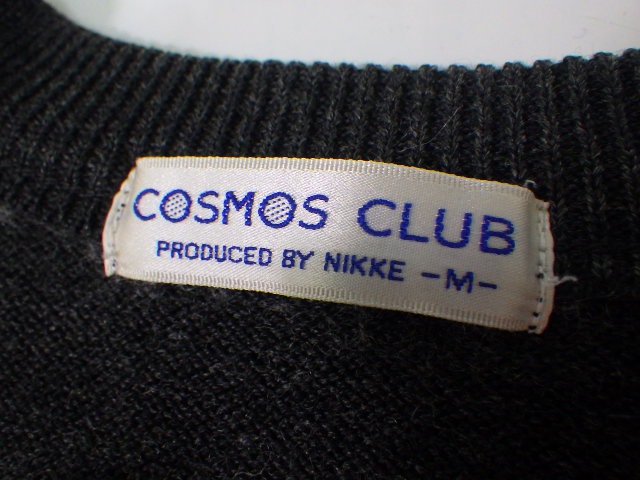 COSMOS CLUB
PRODUCED BY NIKKE -M-